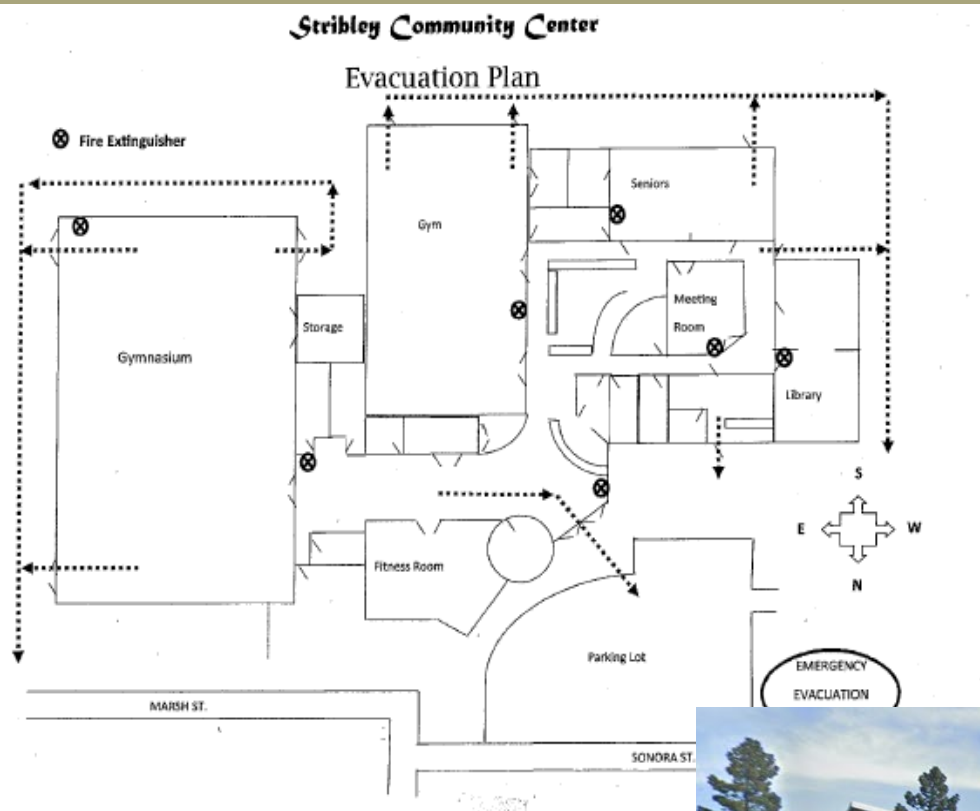 Stribley Community Center
Evacuation Plan
Fire Extinguisher
Seniors
Gym
Meeting
Room
Storage
Gymnasium
Library
S
E
W
N
Fitness Room
Parking Lot
EMERGENCY
EVACUATION
MARSH ST.
SONORA ST.